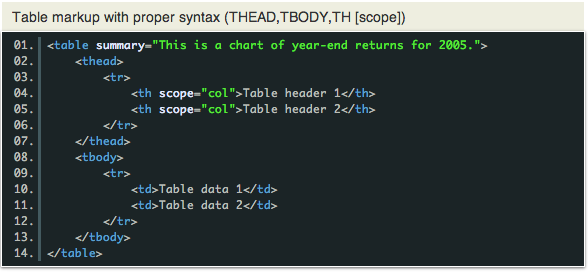 Table markup with proper syntax (THEAD,TBODY,TH [scope])
01. <table summary="This is a chart of year-end returns for 2005.">
02.     <thead>
03.         <tr>
04.             <th scope="col">Table header 1</th>
05.             <th scope="col">Table header 2</th>
06.         </tr>
07.     </thead>
08.     <tbody>
09.         <tr>
10.             <td>Table data 1</td>
11.             <td>Table data 2</td>
12.         </tr>
13.     </tbody>
14. </table>